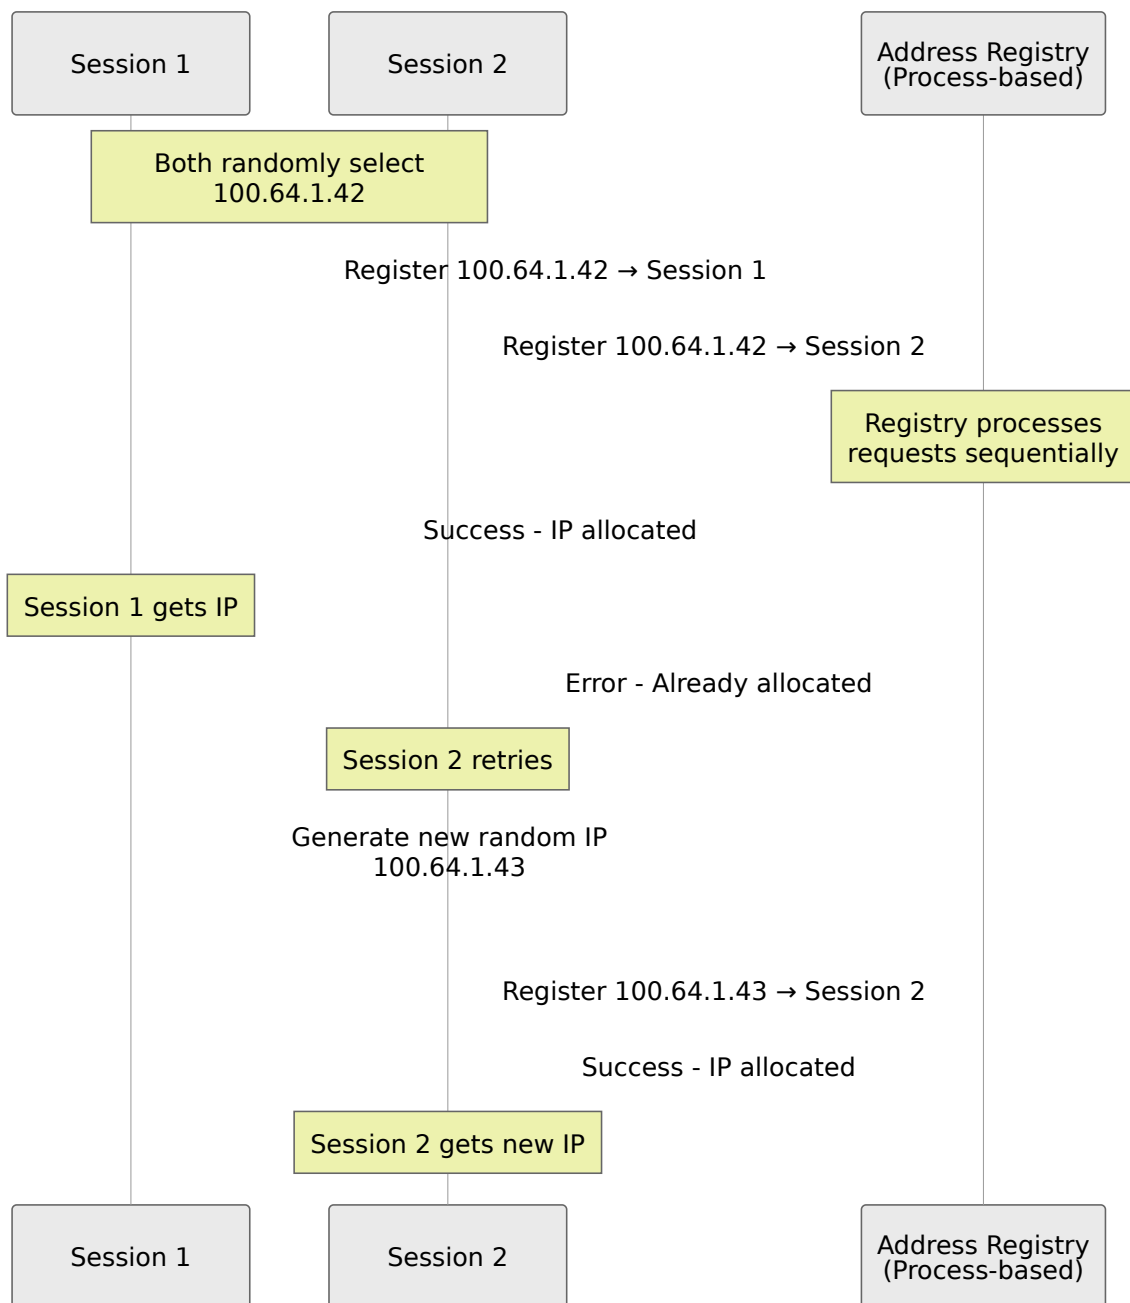 Session 1
Session 2
Address Registry
(Process-based)
Both randomly select
100.64.1.42
Register 100.64.1.42 → Session 1
Register 100.64.1.42 → Session 2
Registry processes
requests sequentially
Success - IP allocated
Session 1 gets IP
Error - Already allocated
Session 2 retries
Generate new random IP
100.64.1.43
Register 100.64.1.43 → Session 2
Success - IP allocated
Session 2 gets new IP
Session 1
Session 2
Address Registry
(Process-based)